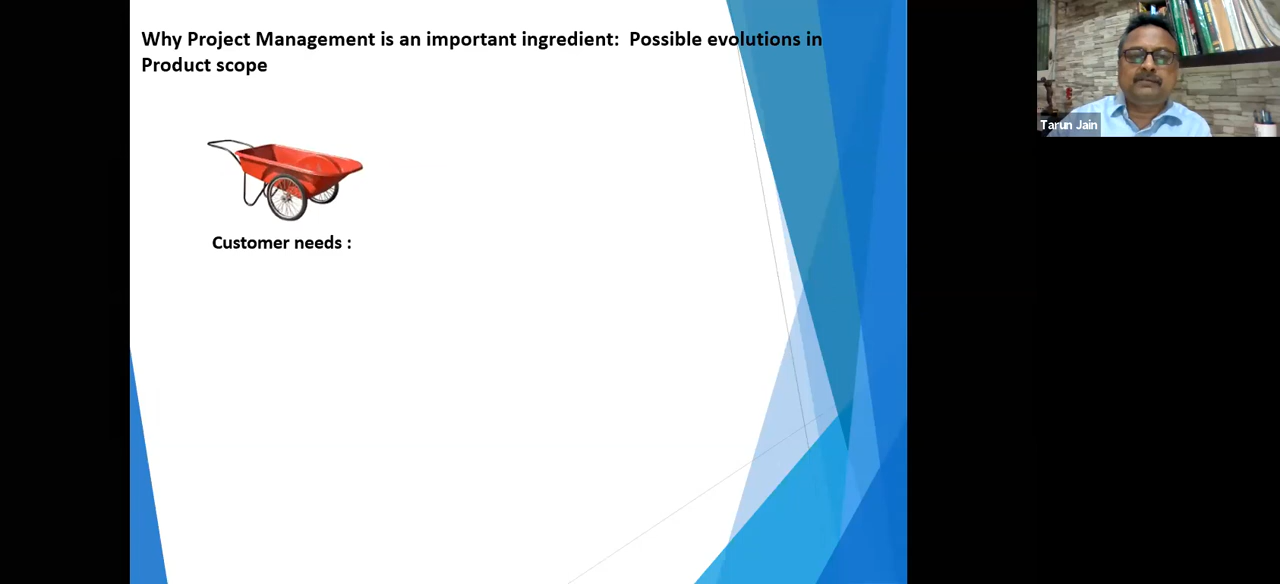 Why Project Management is an important ingredient:  Possible evolutions in
Product scope
Customer needs :
Tarun Jain